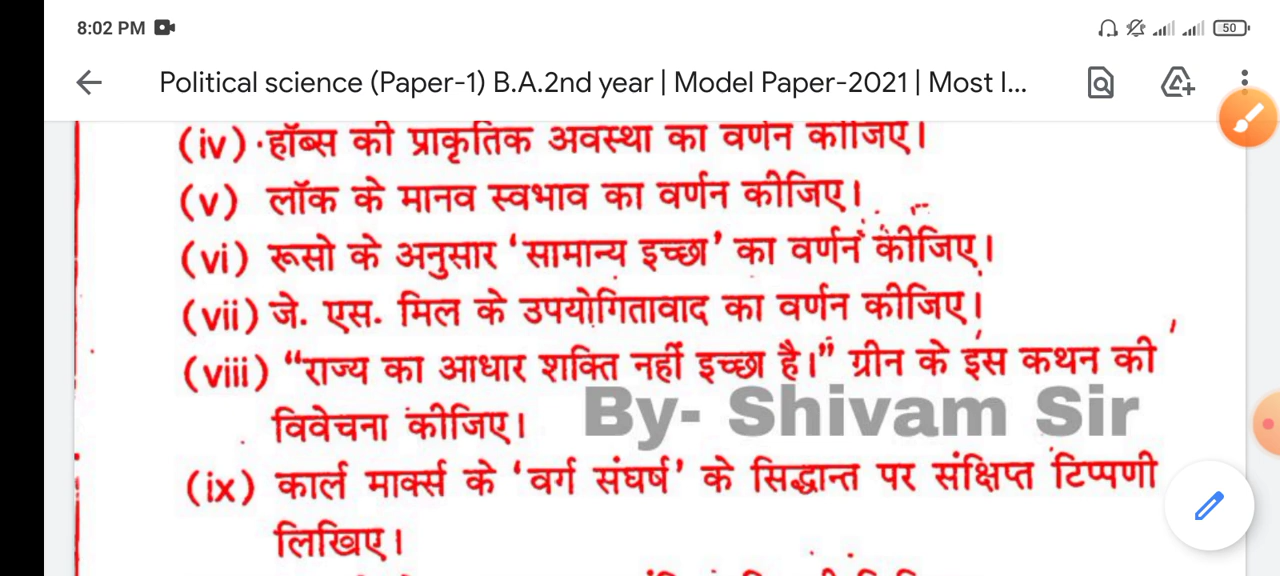 8:02 PM
50
Political science (Paper-1) B.A.2nd year | Model Paper-2021 | Most I...
(iv) हॉब्स की प्राकृतिक अवस्था का वर्णन कीजिए।
(v) लॉक के मानव स्वभाव का वर्णन कीजिए।
(vi) रूसो के अनुसार ‘सामान्य इच्छा’ का वर्णन कीजिए।
(vii) जे. एस. मिल के उपयोगितावाद का वर्णन कीजिए।
(viii) “राज्य का आधार शक्ति नहीं इच्छा है।” ग्रीन के इस कथन की
विवेचना कीजिए।
By- Shivam Sir
(ix) कार्ल मार्क्स के ‘वर्ग संघर्ष’ के सिद्धान्त पर संक्षिप्त टिप्पणी
लिखिए।